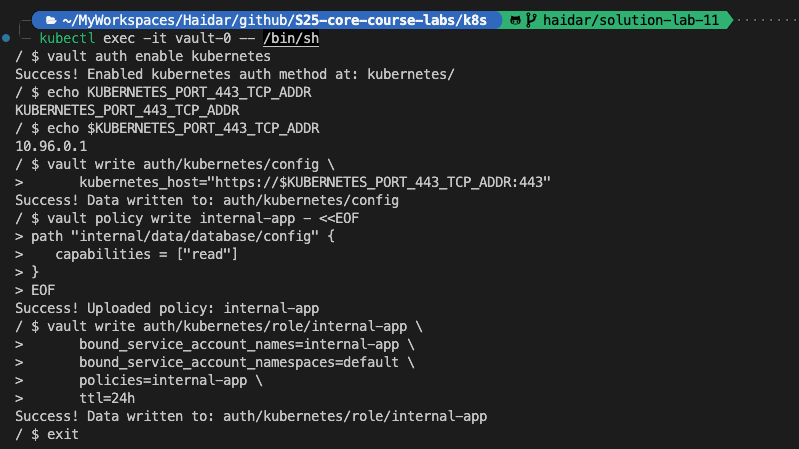 ~/MyWorkspaces/Haidar/github/S25-core-course-labs/k8s haidar/solution-lab-11
kubectl exec -it vault-0 -- /bin/sh
/ $ vault auth enable kubernetes
Success! Enabled kubernetes auth method at: kubernetes/
/ $ echo KUBERNETES_PORT_443_TCP_ADDR
KUBERNETES_PORT_443_TCP_ADDR
/ $ echo $KUBERNETES_PORT_443_TCP_ADDR
10.96.0.1
/ $ vault write auth/kubernetes/config \
>       kubernetes_host="https://$KUBERNETES_PORT_443_TCP_ADDR:443"
Success! Data written to: auth/kubernetes/config
/ $ vault policy write internal-app - <<EOF
> path "internal/data/database/config" {
>    capabilities = ["read"]
> }
> EOF
Success! Uploaded policy: internal-app
/ $ vault write auth/kubernetes/role/internal-app \
>       bound_service_account_names=internal-app \
>       bound_service_account_namespaces=default \
>       policies=internal-app \
>       ttl=24h
Success! Data written to: auth/kubernetes/role/internal-app
/ $ exit